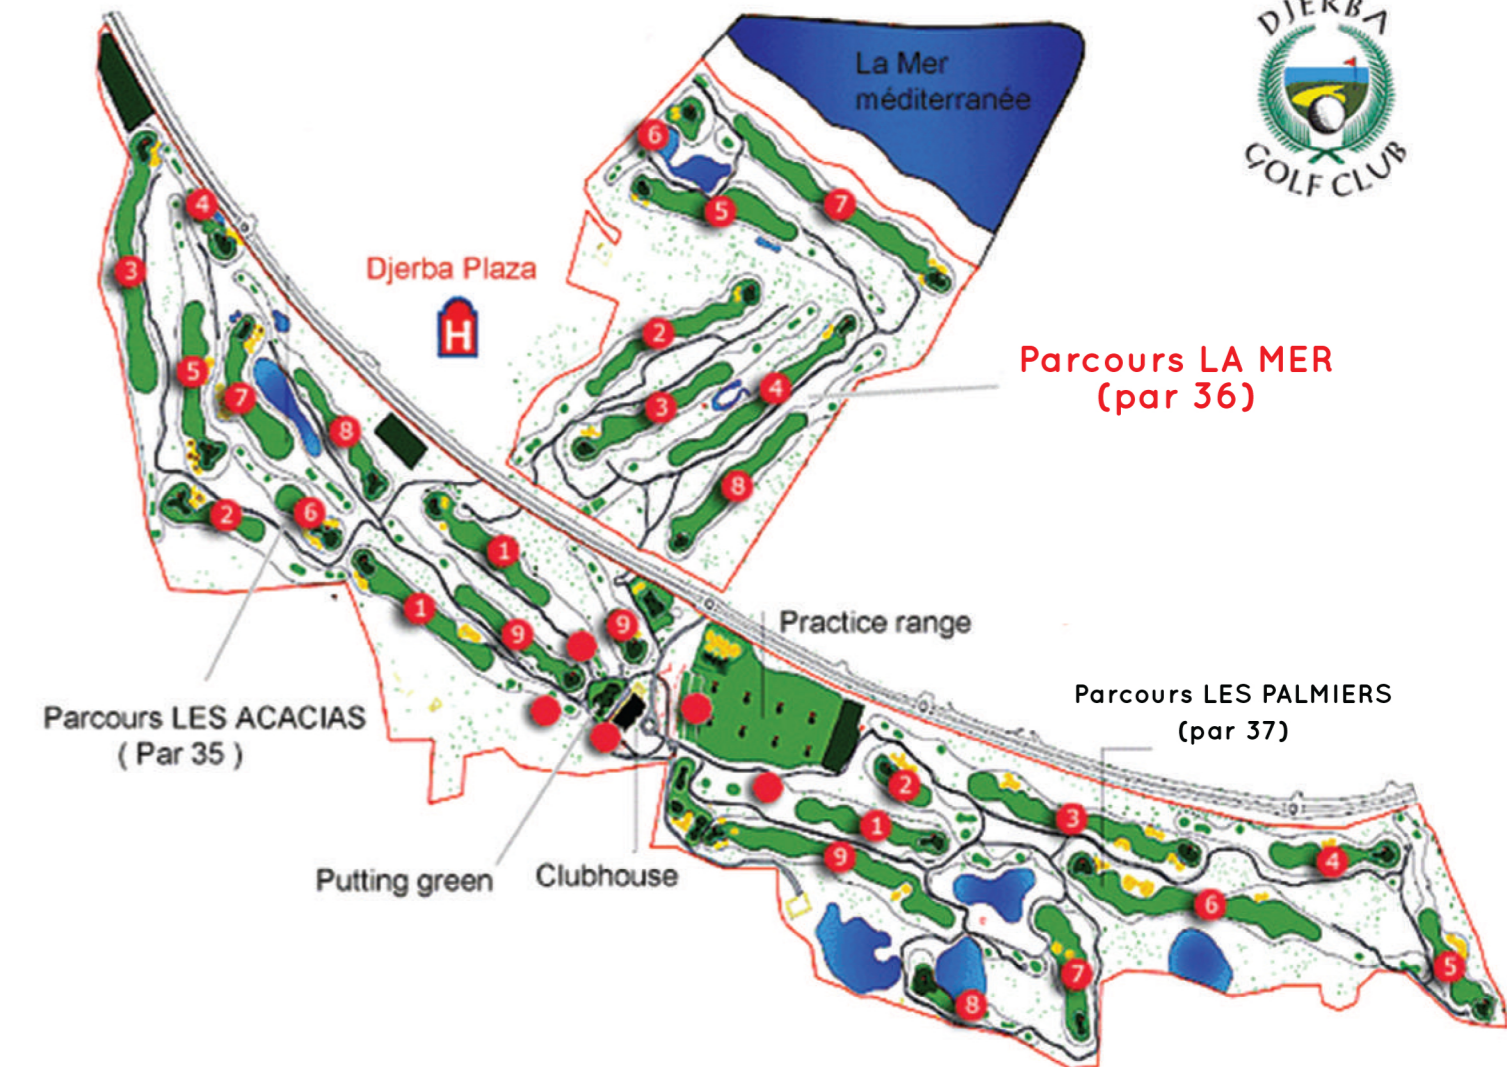 DJERBA
GOLF CLUB
La Mer
méditerranée
6
7
5
4
3
Djerba Plaza
H
2
4
3
5
7
8
8
Parcours LA MER
(par 36)
6
2
1
1
9
9
Practice range
Parcours LES ACACIAS
( Par 35 )
Parcours LES PALMIERS
(par 37)
Putting green
Clubhouse
2
1
3
9
4
6
5
7
8